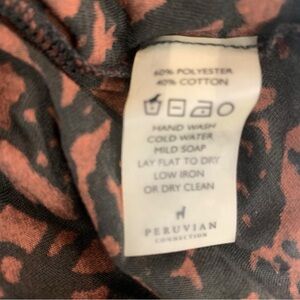 60% POLYESTER
40% COTTON
HAND WASH
COLD WATER
MILD SOAP
LAY FLAT TO DRY
LOW IRON
OR DRY CLEAN
PERUVIAN
CONNECTION